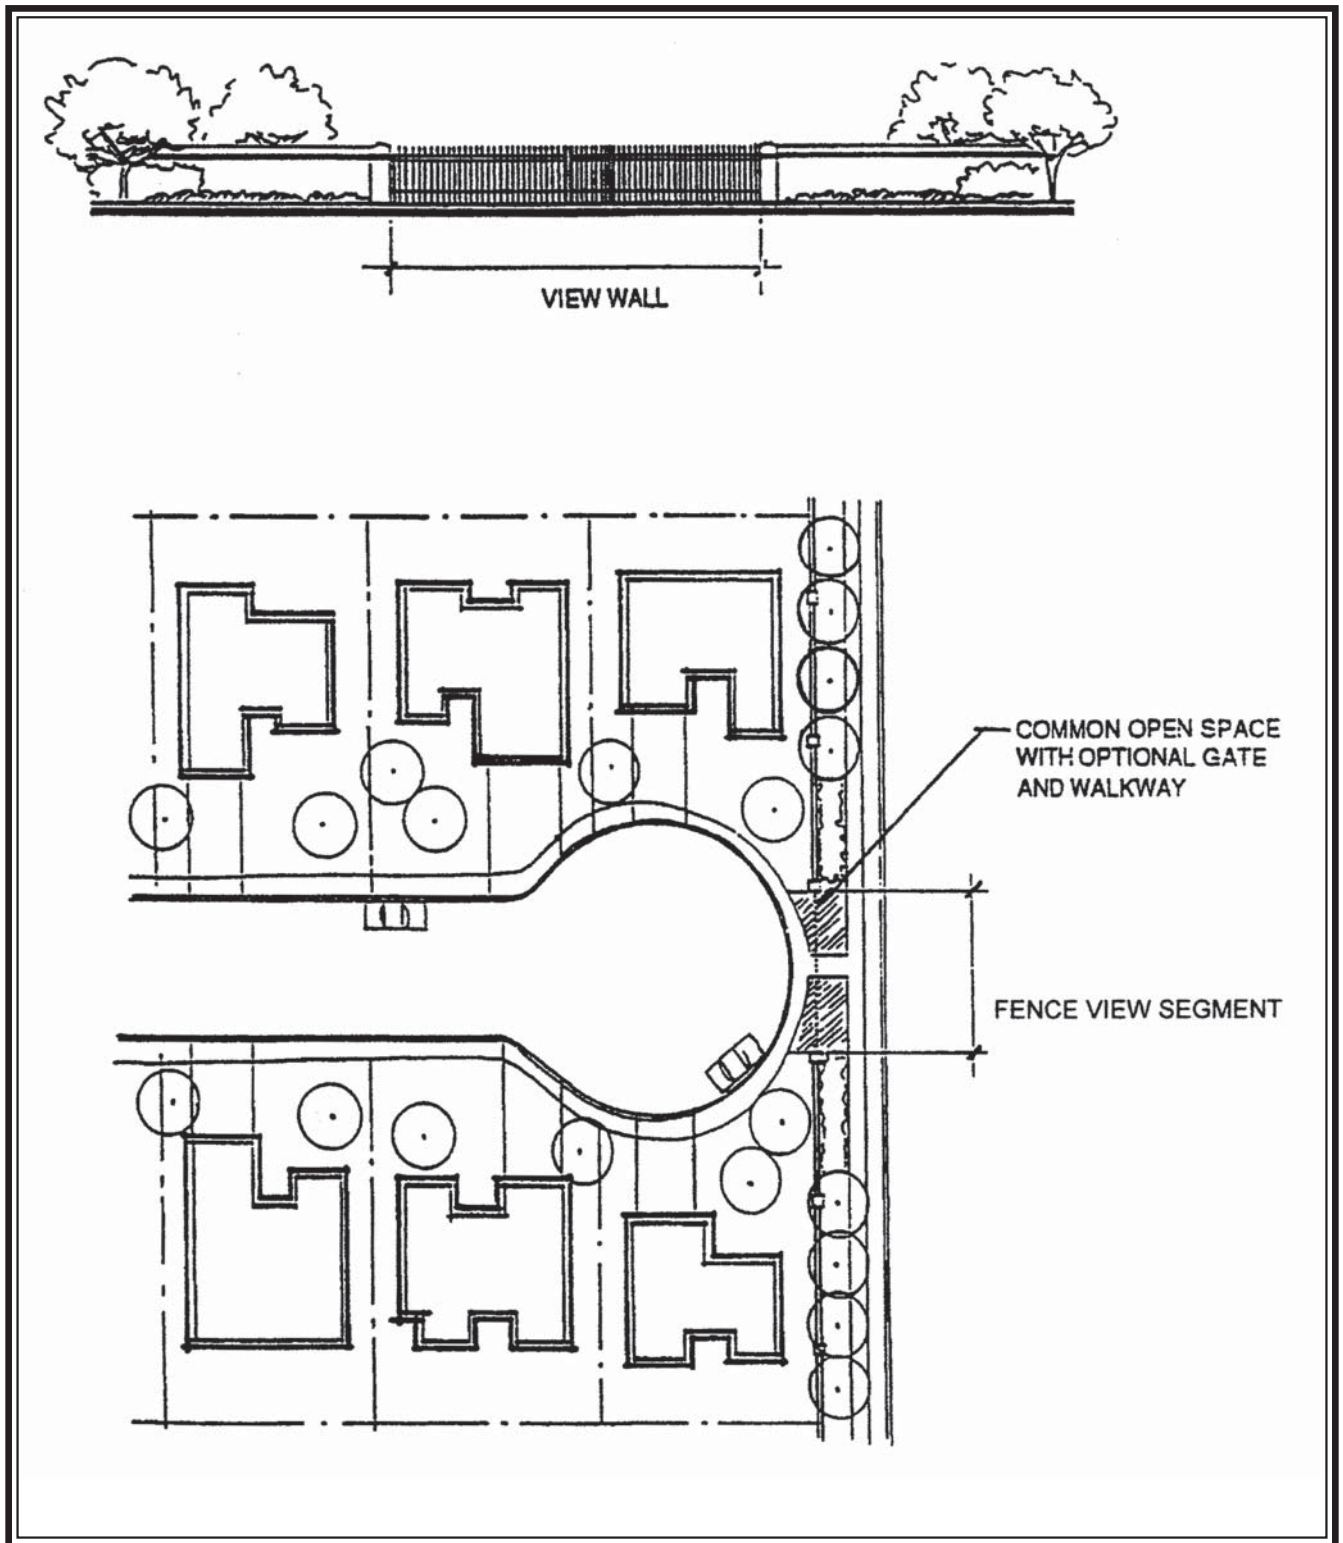 VIEW WALL
COMMON OPEN SPACE
WITH OPTIONAL GATE
AND WALKWAY
FENCE VIEW SEGMENT